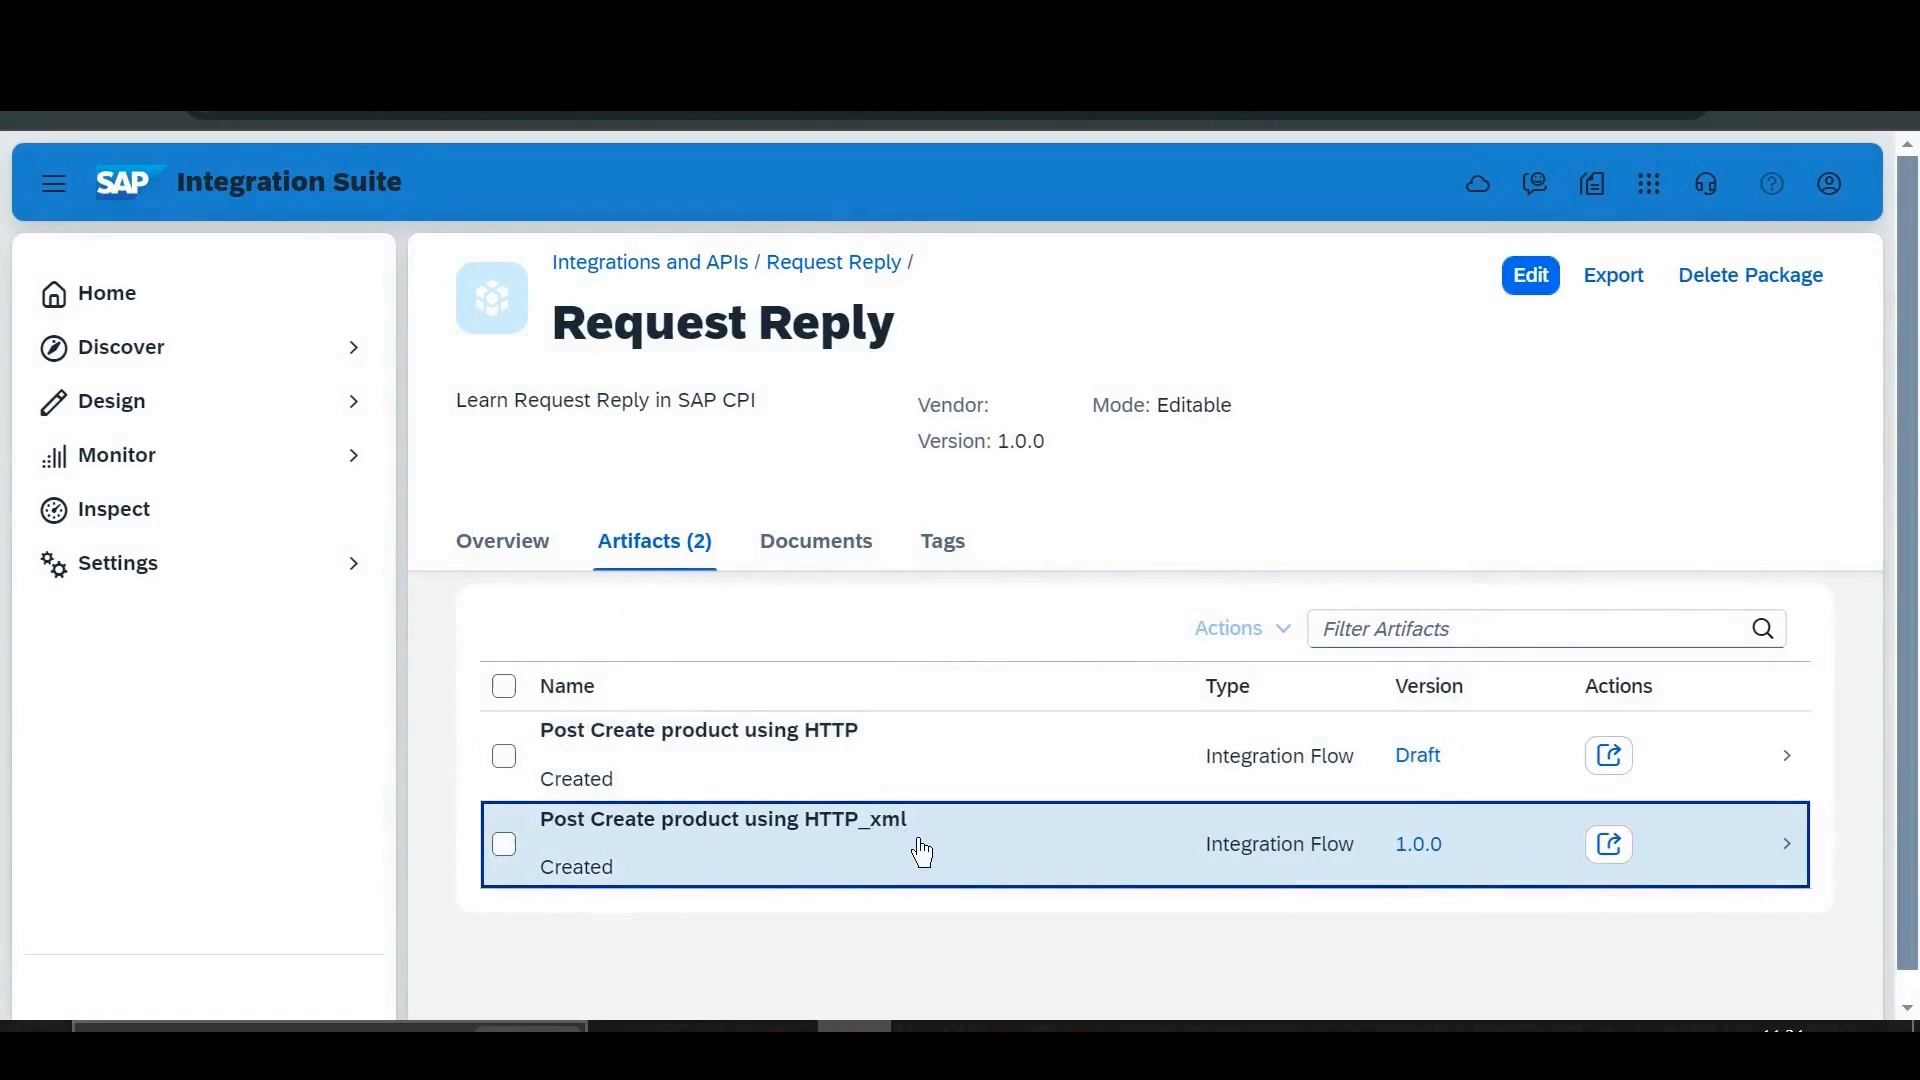 SAP Integration Suite
Home
Discover
Design
Monitor
Inspect
Settings
Integrations and APIs / Request Reply /
Request Reply
Edit
Export
Delete Package
Learn Request Reply in SAP CPI
Vendor:
Mode: Editable
Version: 1.0.0
Overview
Artifacts (2)
Documents
Tags
Actions
Filter Artifacts
Name
Type
Version
Actions
Post Create product using HTTP
Created
Integration Flow
Draft
Post Create product using HTTP_xml
Created
Integration Flow
1.0.0